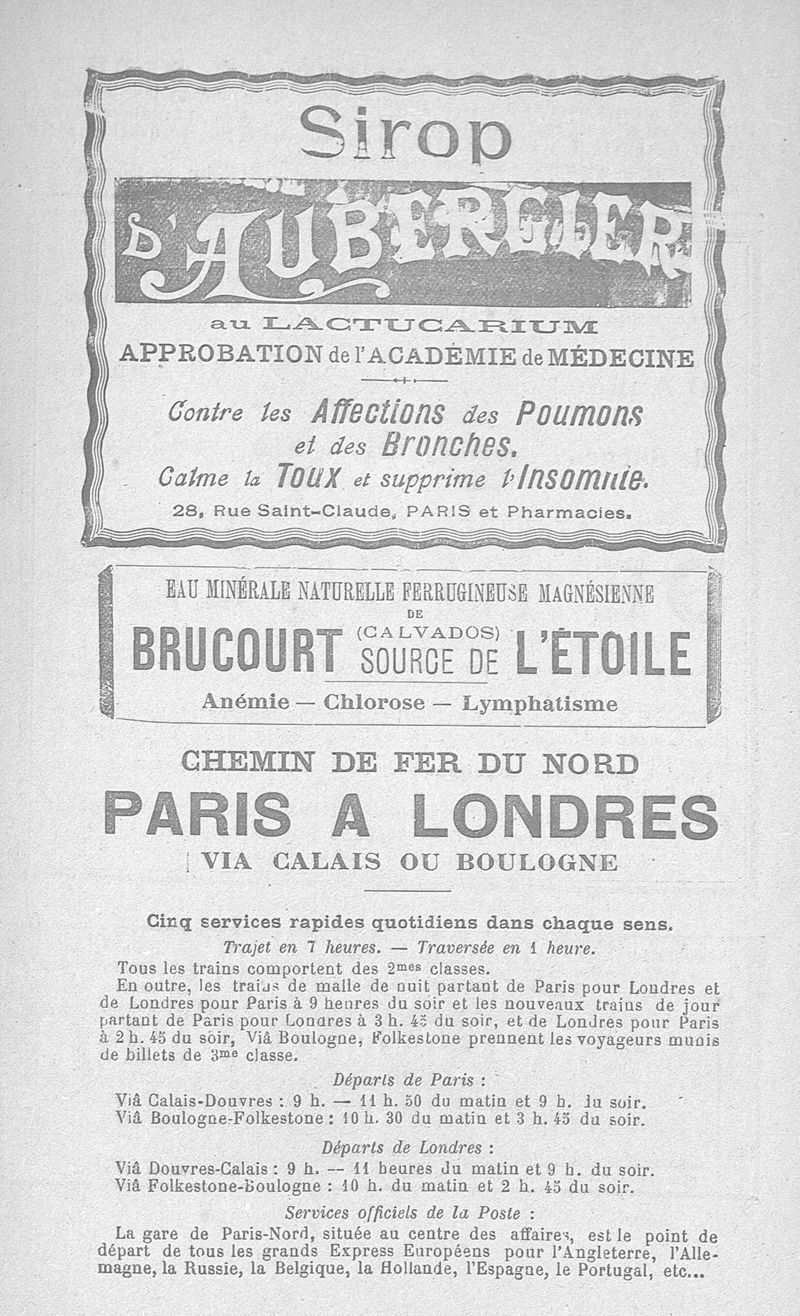 Sirop
D'AUBERGIER
au LACTUCARIUM
APPROBATION de l'ACADÉMIE de MÉDECINE
Contre les Affections des Poumons
et des Bronches.
Calme la Toux et supprime l'Insomnie.
28, Rue Saint-Claude, PARIS et Pharmacies.
EAU MINÉRALE NATURELLE FERRUGINEUSE MAGNÉSIENNE
DE
BRUCOURT (CALVADOS) SOURCE DE L'ÉTOILE
Anémie — Chlorose — Lymphatisme
CHEMIN DE FER DU NORD
PARIS A LONDRES
VIA CALAIS OU BOULOGNE
Cinq services rapides quotidiens dans chaque sens.
Trajet en 7 heures. — Traversée en 1 heure.
Tous les trains comportent des 2mes classes.
En outre, les trains de malle de nuit partant de Paris pour Londres et
de Londres pour Paris à 9 heures du soir et les nouveaux trains de jour
partant de Paris pour Londres à 3 h. 45 du soir, et de Londres pour Paris
à 2 h. 45 du soir, Viâ Boulogne, Folkestone prennent les voyageurs munis
de billets de 3me classe.
Départs de Paris :
Viâ Calais-Douvres : 9 h. — 11 h. 50 du matin et 9 h. du soir.
Viâ Boulogne-Folkestone : 10 h. 30 du matin et 3 h. 45 du soir.
Départs de Londres :
Viâ Douvres-Calais : 9 h. -- 11 heures du matin et 9 h. du soir.
Viâ Folkestone-Boulogne : 10 h. du matin et 2 h. 45 du soir.
Services officiels de la Poste :
La gare de Paris-Nord, située au centre des affaires, est le point de
départ de tous les grands Express Européens pour l'Angleterre, l'Alle-
magne, la Russie, la Belgique, la Hollande, l'Espagne, le Portugal, etc...